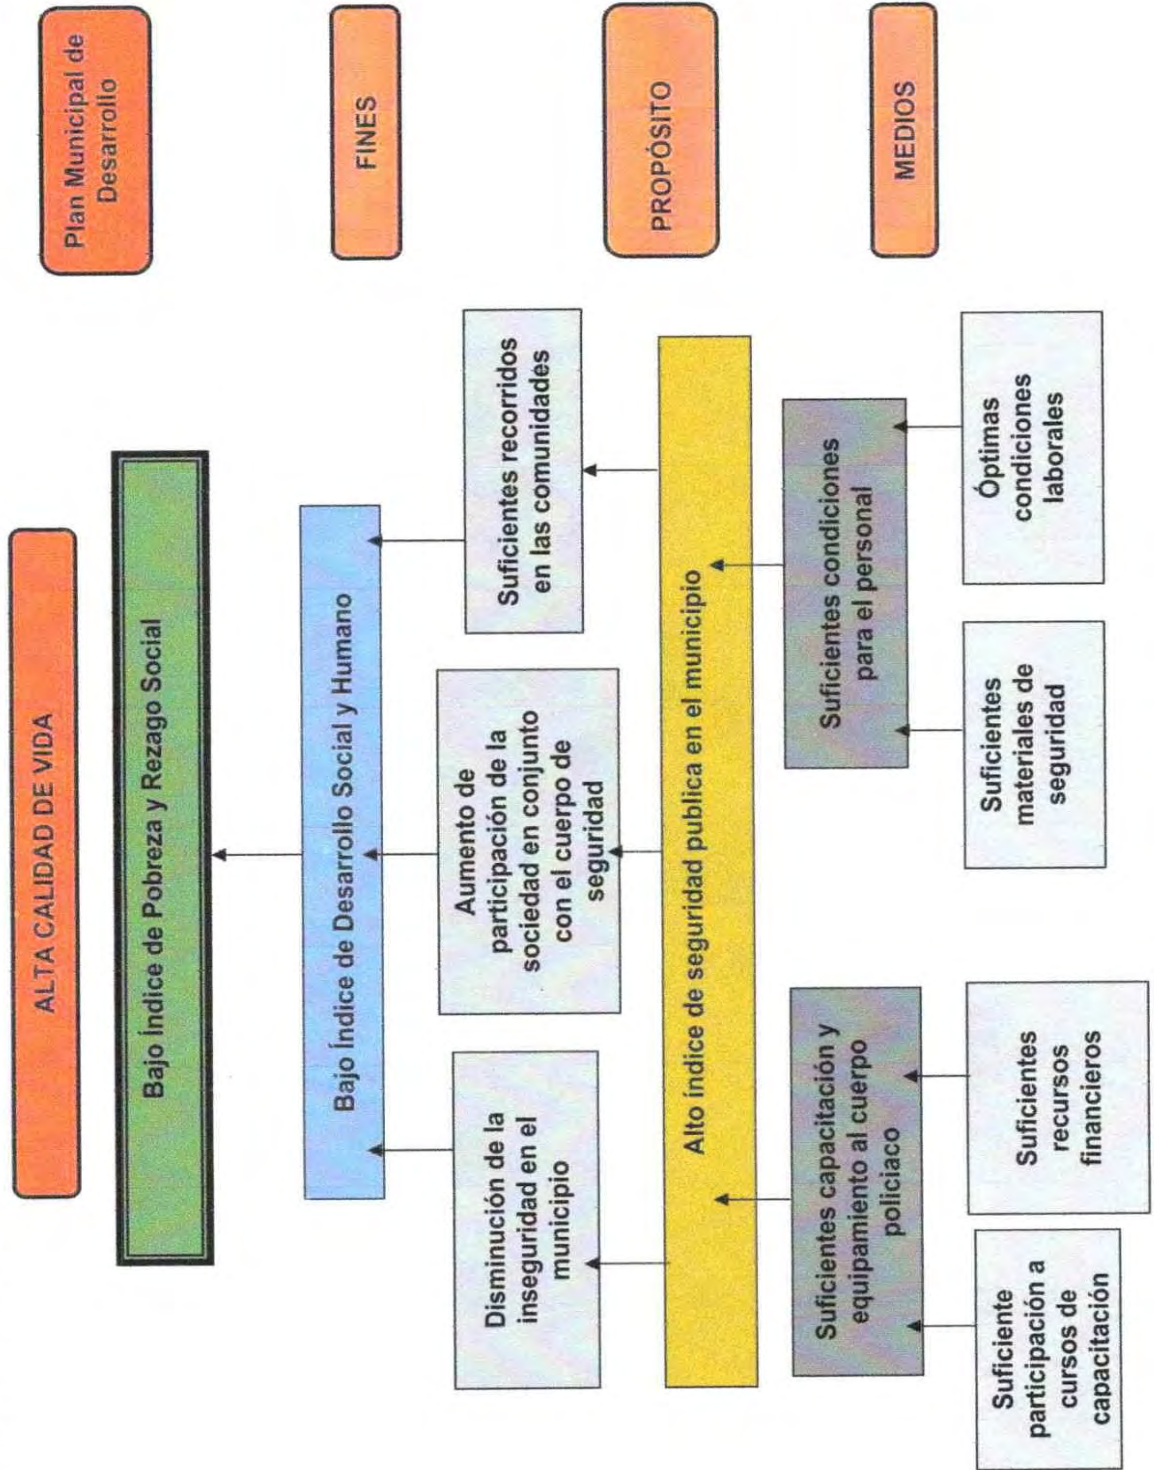 ALTA CALIDAD DE VIDA
Plan Municipal de
Desarrollo
Bajo Índice de Pobreza y Rezago Social
Bajo Índice de Desarrollo Social y Humano
FINES
Disminución de la
inseguridad en el
municipio
Aumento de
participación de la
sociedad en conjunto
con el cuerpo de
seguridad
Suficientes recorridos
en las comunidades
Alto índice de seguridad publica en el municipio
PROPÓSITO
Suficientes capacitación y
equipamiento al cuerpo
policiaco
Suficientes condiciones
para el personal
MEDIOS
Suficiente
participación a
cursos de
capacitación
Suficientes
recursos
financieros
Suficientes
materiales de
seguridad
Óptimas
condiciones
laborales